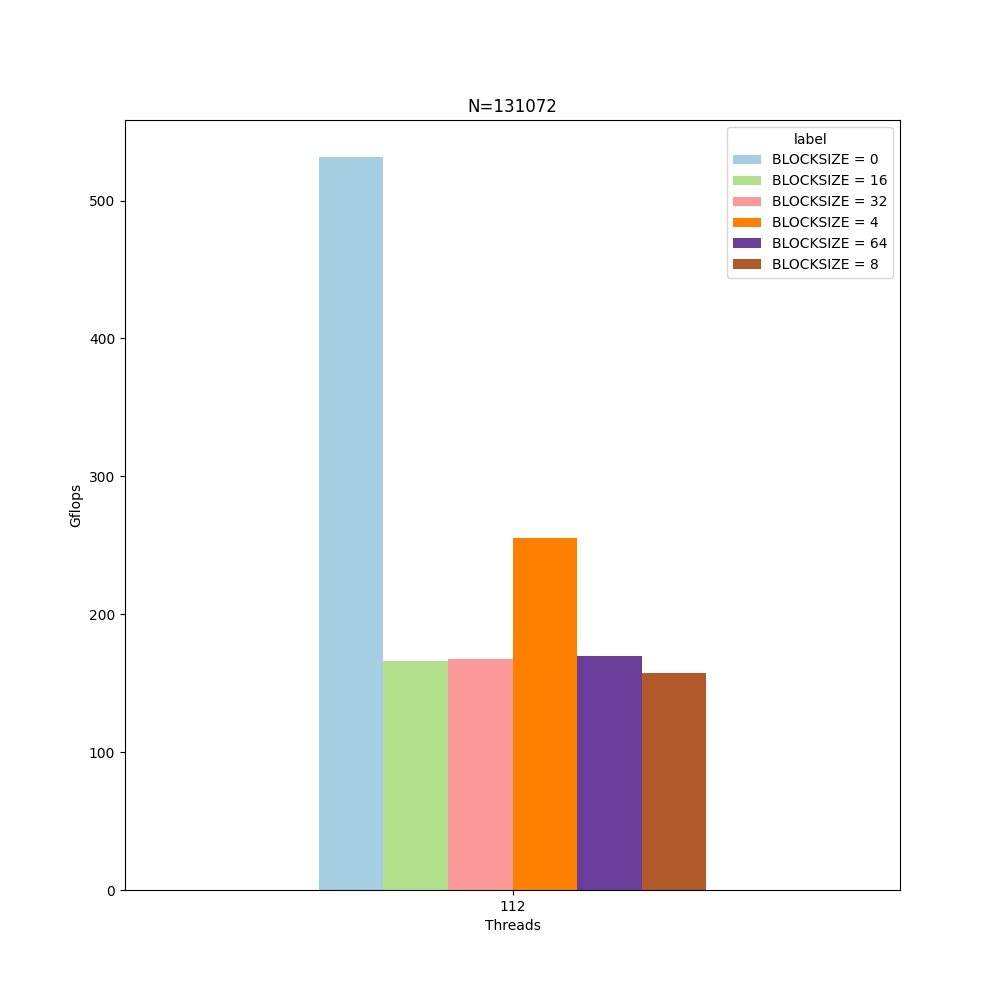 N=131072
label
BLOCKSIZE = 0
BLOCKSIZE = 16
BLOCKSIZE = 32
BLOCKSIZE = 4
BLOCKSIZE = 64
BLOCKSIZE = 8
500
400
300
200
100
0
Gflops
112
Threads